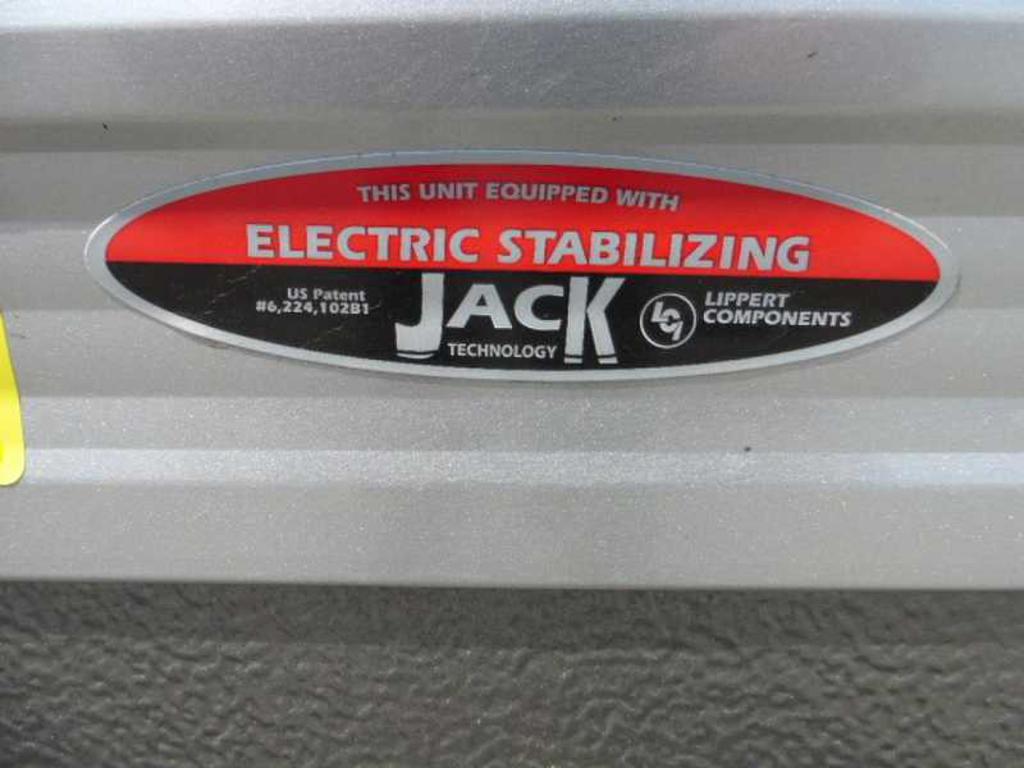 THIS UNIT EQUIPPED WITH
ELECTRIC STABILIZING
JACK
TECHNOLOGY
US Patent
#6,224,102B1
LCI
LIPPERT
COMPONENTS